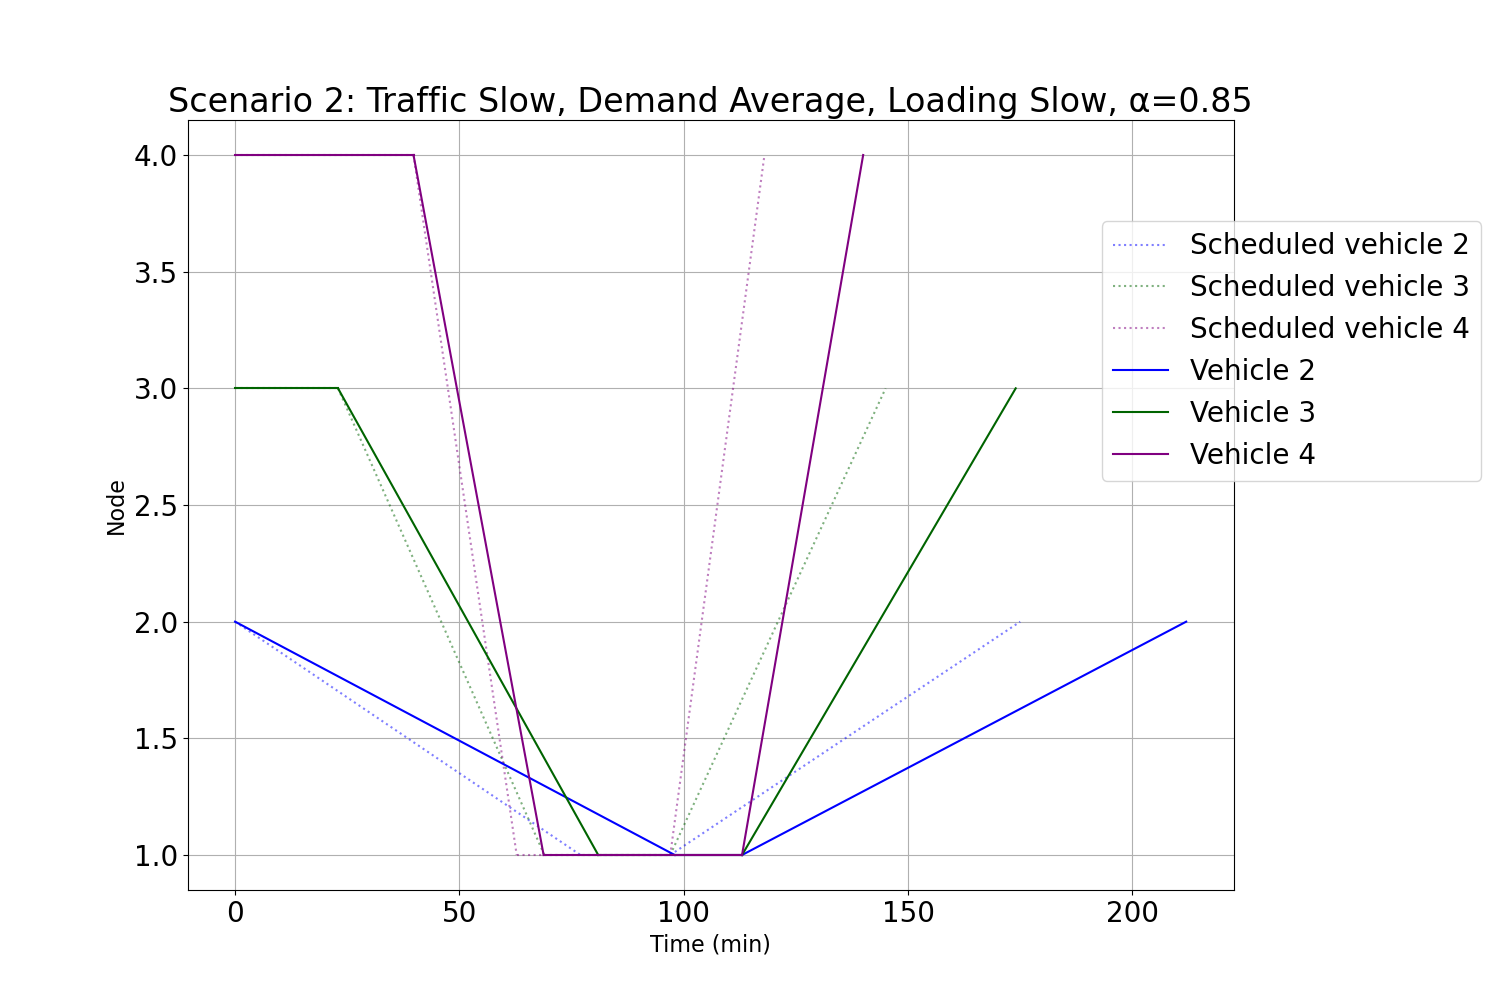 Scenario 2: Traffic Slow, Demand Average, Loading Slow, α=0.85
4.0
3.5
3.0
2.5
2.0
1.5
1.0
Node
0 50 100 150 200
Time (min)
Scheduled vehicle 2
Scheduled vehicle 3
Scheduled vehicle 4
Vehicle 2
Vehicle 3
Vehicle 4